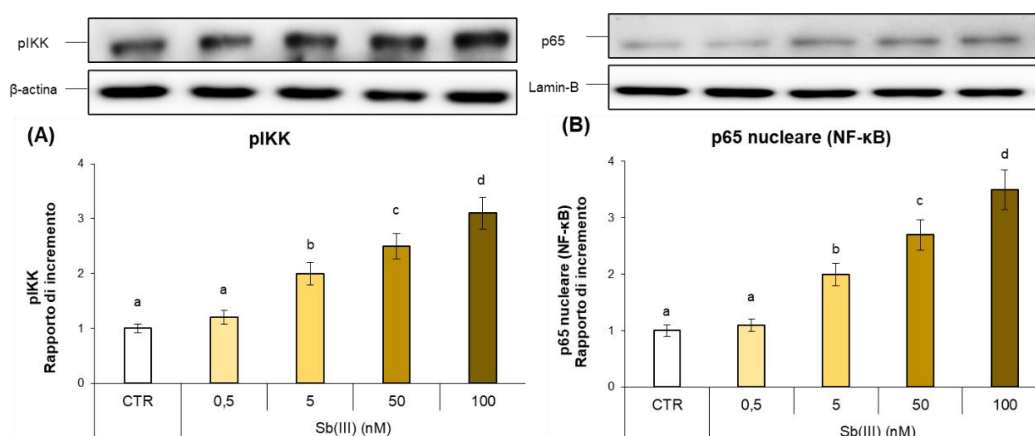 pIKK
β-actina
(A)
pIKK
pIKK
Rapporto di incremento
4
3
2
1
0
a
a
b
c
d
CTR
0,5
5
50
100
Sb(III) (nM)
p65
Lamin-B
(B)
p65 nucleare (NF-κB)
p65 nucleare (NF-κB)
Rapporto di incremento
4
3
2
1
0
a
a
b
c
d
CTR
0,5
5
50
100
Sb(III) (nM)